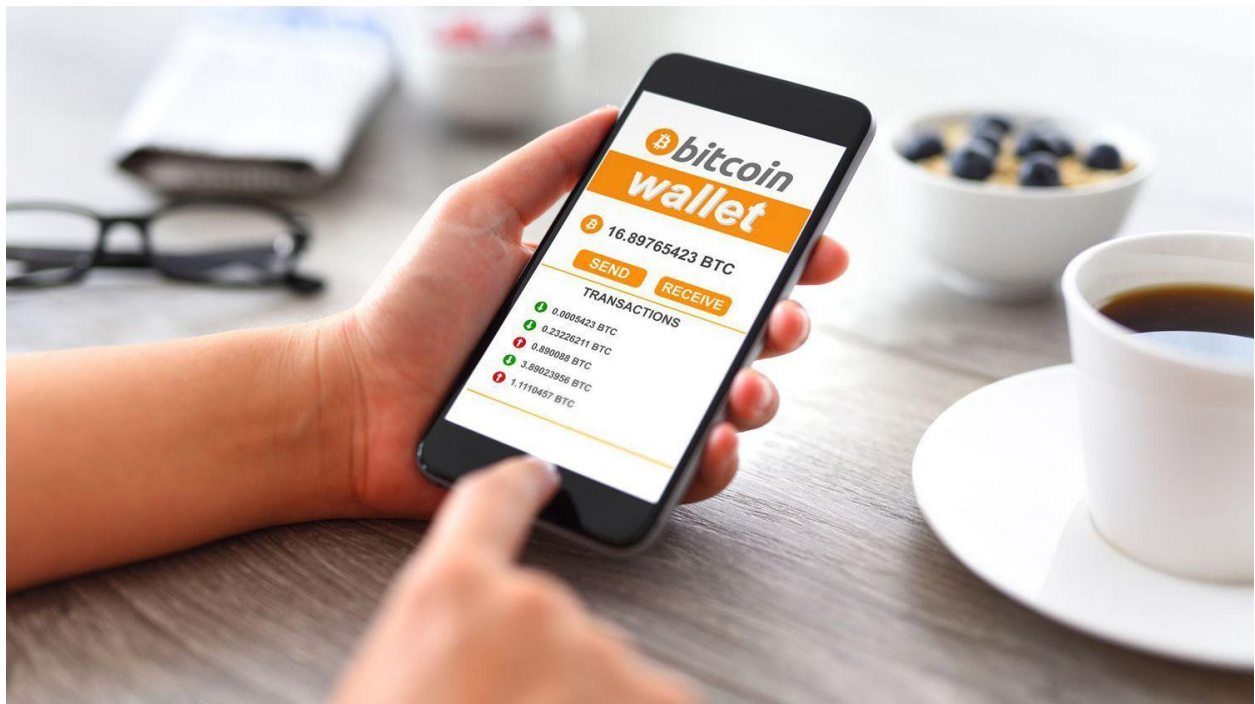 bitcoin
wallet
16.89765423 BTC
SEND RECEIVE
TRANSACTIONS
0.0005423 BTC
0.23226211 BTC
0.890088 BTC
3.89023956 BTC
1.1110457 BTC